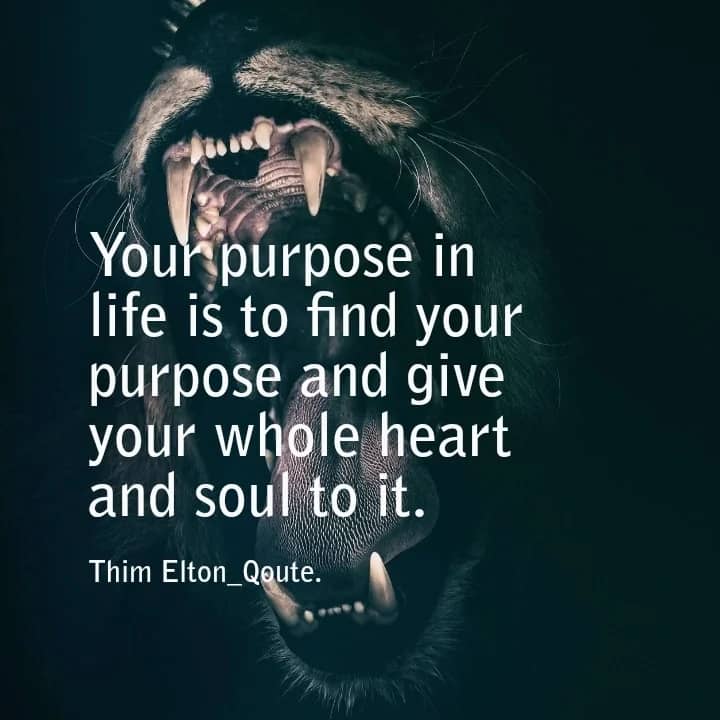 Your purpose in
life is to find your
purpose and give
your whole heart
and soul to it.
Thim Elton_Qoute.